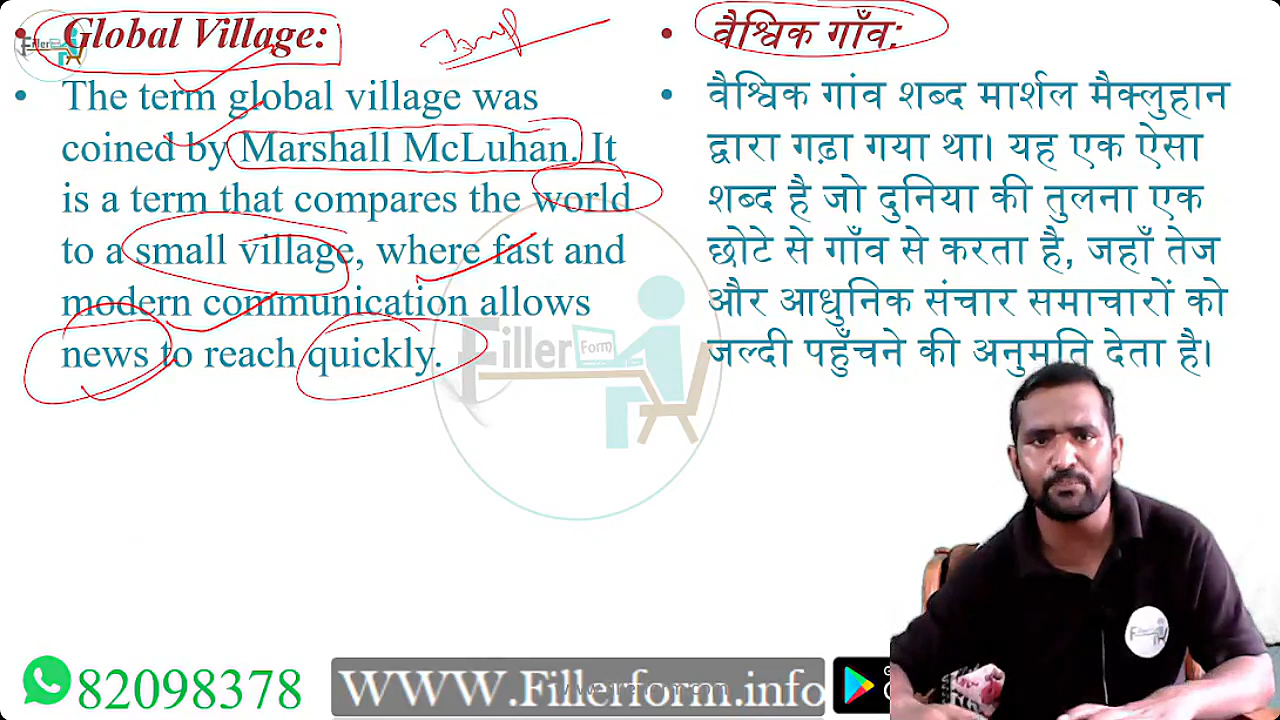 Global Village:
The term global village was
coined by Marshall McLuhan. It
is a term that compares the world
to a small village, where fast and
modern communication allows
news to reach quickly.
वैश्विक गाँव:
वैश्विक गांव शब्द मार्शल मैक्लुहान
द्वारा गढ़ा गया था। यह एक ऐसा
शब्द है जो दुनिया की तुलना एक
छोटे से गाँव से करता है, जहाँ तेज
और आधुनिक संचार समाचारों को
जल्दी पहुँचने की अनुमति देता है।
Filler Form
82098378
www.Fillerform.info